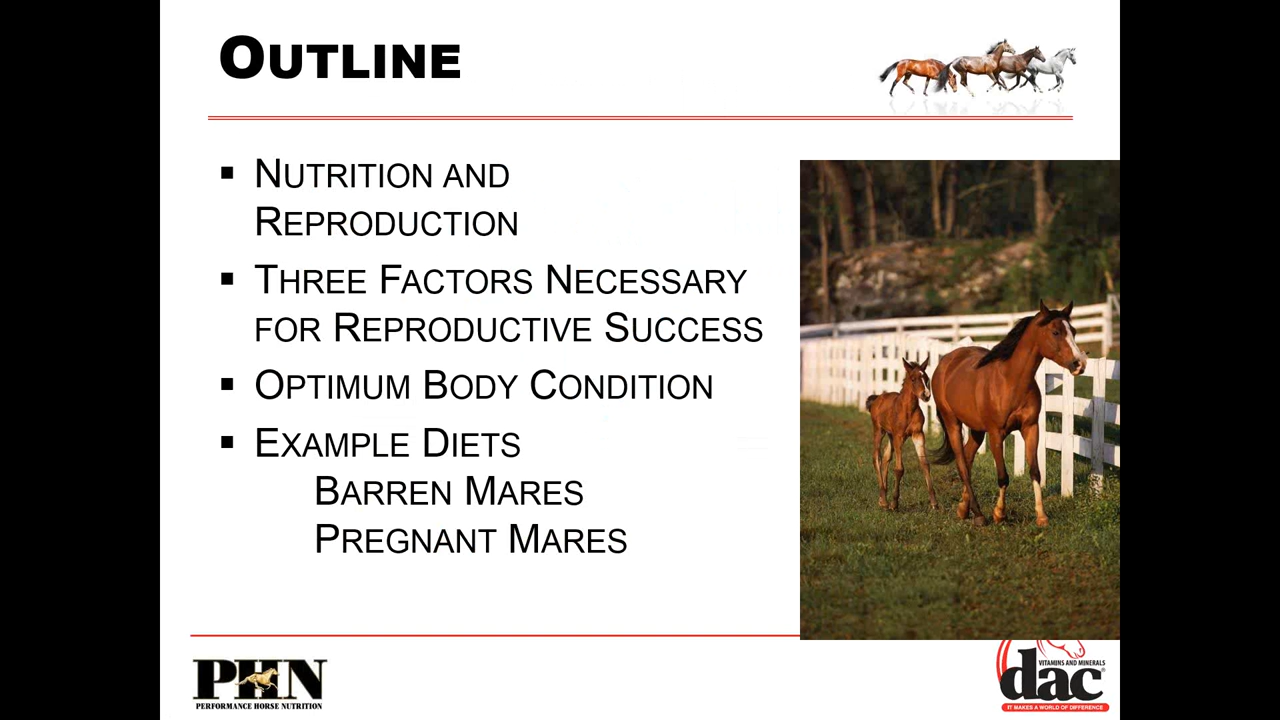 OUTLINE
▪ NUTRITION AND
REPRODUCTION
▪ THREE FACTORS NECESSARY
FOR REPRODUCTIVE SUCCESS
▪ OPTIMUM BODY CONDITION
▪ EXAMPLE DIETS
BARREN MARES
PREGNANT MARES
PHN
PERFORMANCE HORSE NUTRITION
VITAMINS AND MINERALS
dac®
IT MAKES A WORLD OF DIFFERENCE